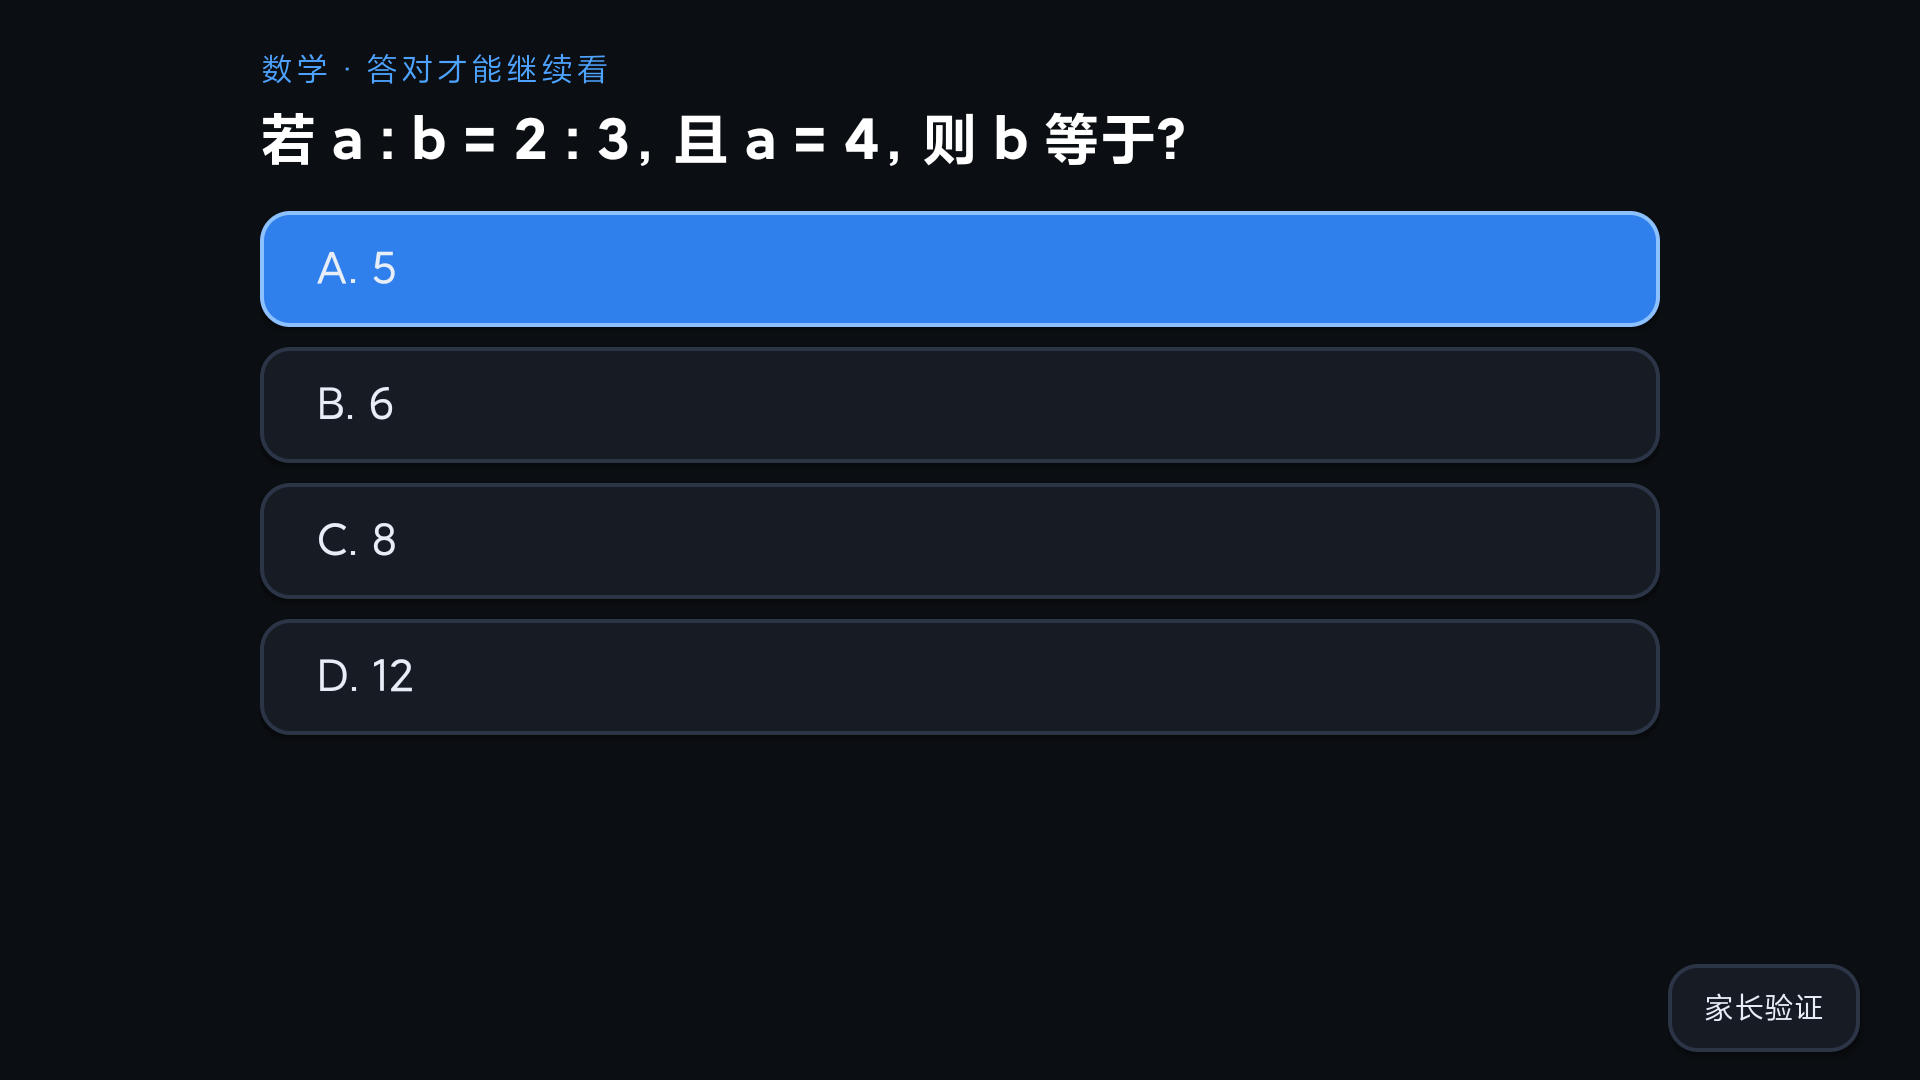 数学 · 答对才能继续看
若 a : b = 2 : 3, 且 a = 4, 则 b 等于?
A. 5
B. 6
C. 8
D. 12
家长验证